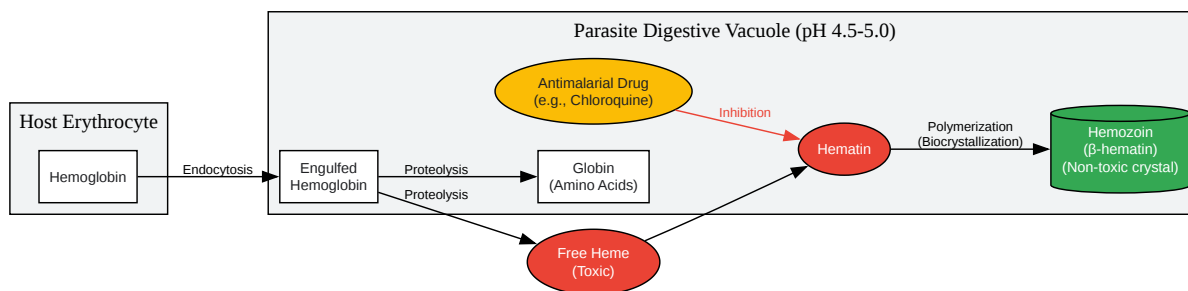 Parasite Digestive Vacuole (pH 4.5-5.0)
Host Erythrocyte
Hemoglobin
Endocytosis
Engulfed
Hemoglobin
Proteolysis
Proteolysis
Globin
(Amino Acids)
Free Heme
(Toxic)
Antimalarial Drug
(e.g., Chloroquine)
Inhibition
Hematin
Polymerization
(Biocrystallization)
Hemozoin
(β-hematin)
(Non-toxic crystal)